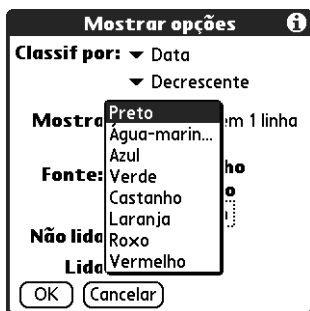 Mostrar opções
Classif por: Data
Decrescente
Mostra em 1 linha
Preto
Água-marin...
Azul
Fonte: ho
Verde
o
Castanho
Laranja
Não lida Roxo
Lida Vermelho
OK Cancelar